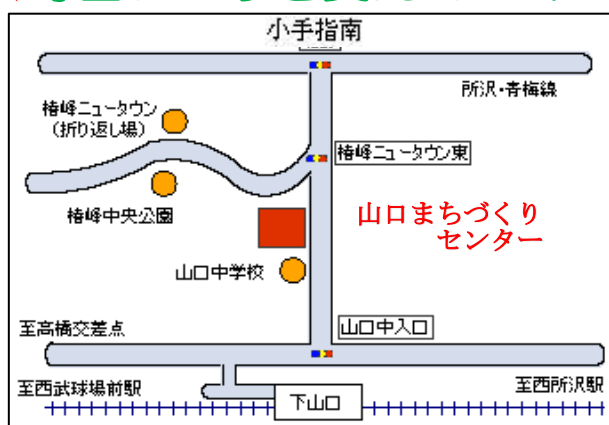 小手指南
所沢・青梅線
椿峰ニュータウン
(折り返し場)
椿峰ニュータウン東
椿峰中央公園
山口まちづくり
センター
山口中学校
至高橋交差点
山口中入口
至西武球場前駅
下山口
至西所沢駅